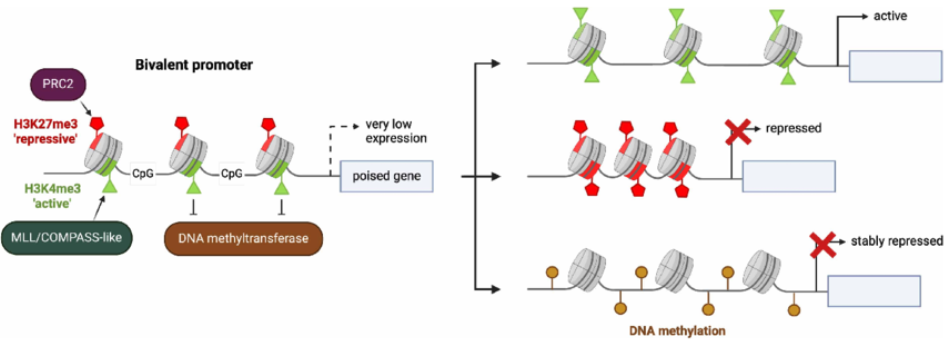 Bivalent promoter
PRC2
H3K27me3
'repressive'
very low
expression
CpG
CpG
poised gene
H3K4me3
'active'
MLL/COMPASS-like
DNA methyltransferase
active
repressed
stably repressed
DNA methylation